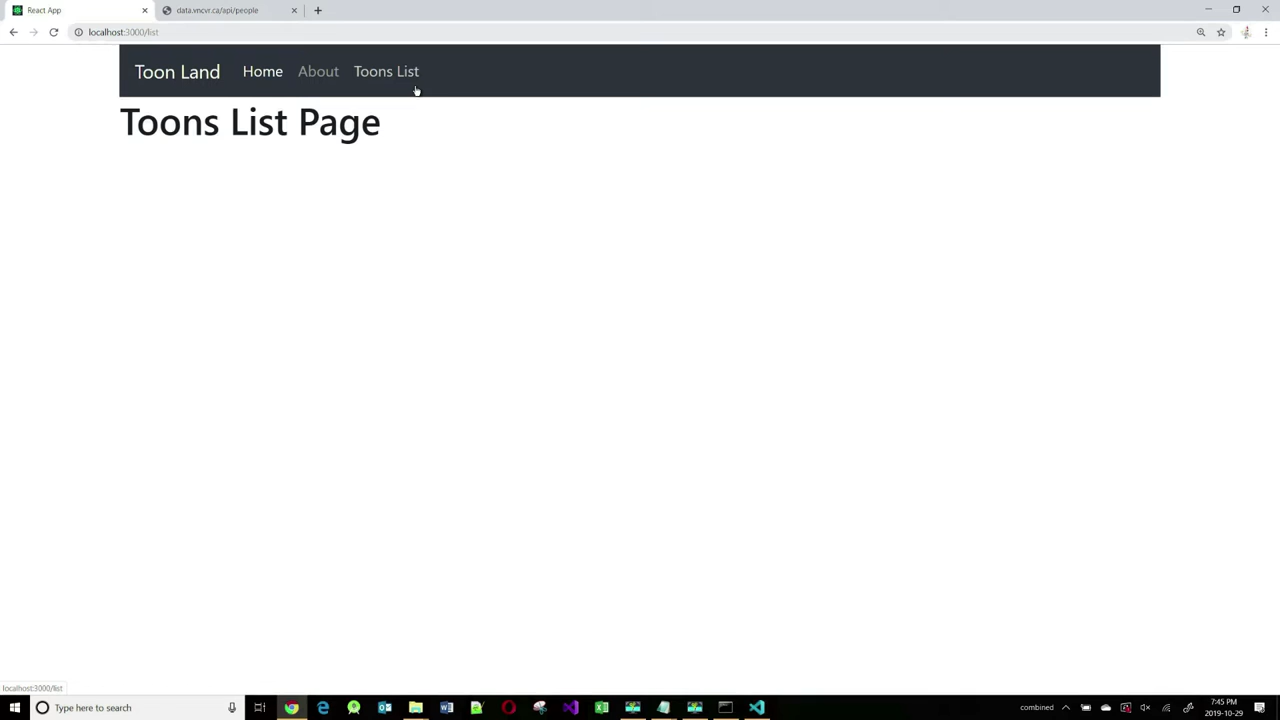 React App
data.vncvr.ca/api/people
localhost:3000/list
Toon Land Home About Toons List
Toons List Page
localhost:3000/list
Type here to search
combined
7:45 PM
2019-10-29